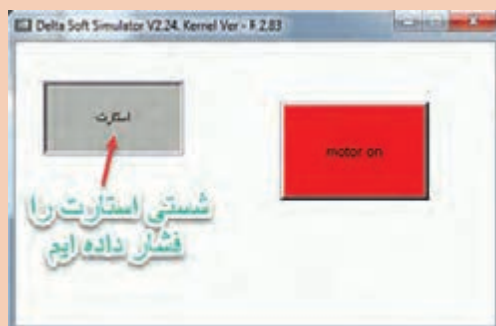 Delta Soft Simulator V2.24. Kernel Ver - R 2.83
استارت
motor on
شستی استارت را
فشار داده ایم